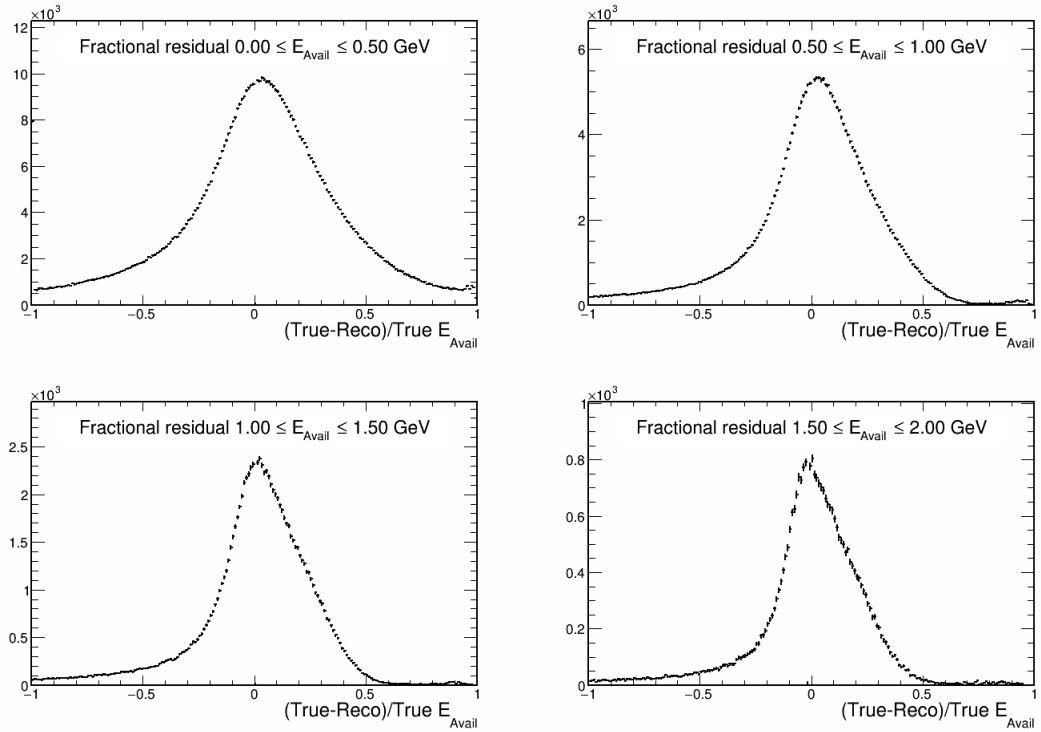 ×10³
Fractional residual 0.00 ≤ E_Avail ≤ 0.50 GeV
12
10
8
6
4
2
0
−1 −0.5 0 0.5 1
(True-Reco)/True E_Avail
×10³
Fractional residual 0.50 ≤ E_Avail ≤ 1.00 GeV
6
4
2
0
−1 −0.5 0 0.5 1
(True-Reco)/True E_Avail
×10³
Fractional residual 1.00 ≤ E_Avail ≤ 1.50 GeV
2.5
2
1.5
1
0.5
0
−1 −0.5 0 0.5 1
(True-Reco)/True E_Avail
×10³
1
Fractional residual 1.50 ≤ E_Avail ≤ 2.00 GeV
0.8
0.6
0.4
0.2
0
−1 −0.5 0 0.5 1
(True-Reco)/True E_Avail